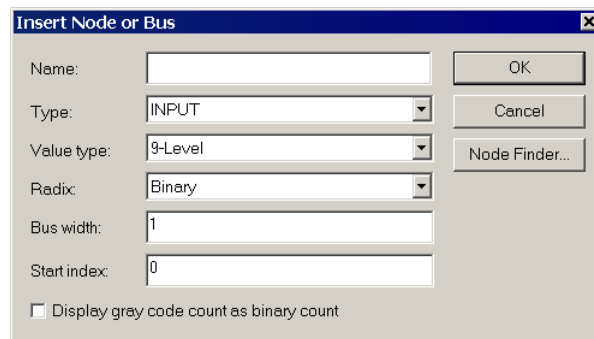 Insert Node or Bus
Name:
OK
Type:
INPUT
Cancel
Value type:
9-Level
Node Finder...
Radix:
Binary
Bus width:
1
Start index:
0
Display gray code count as binary count